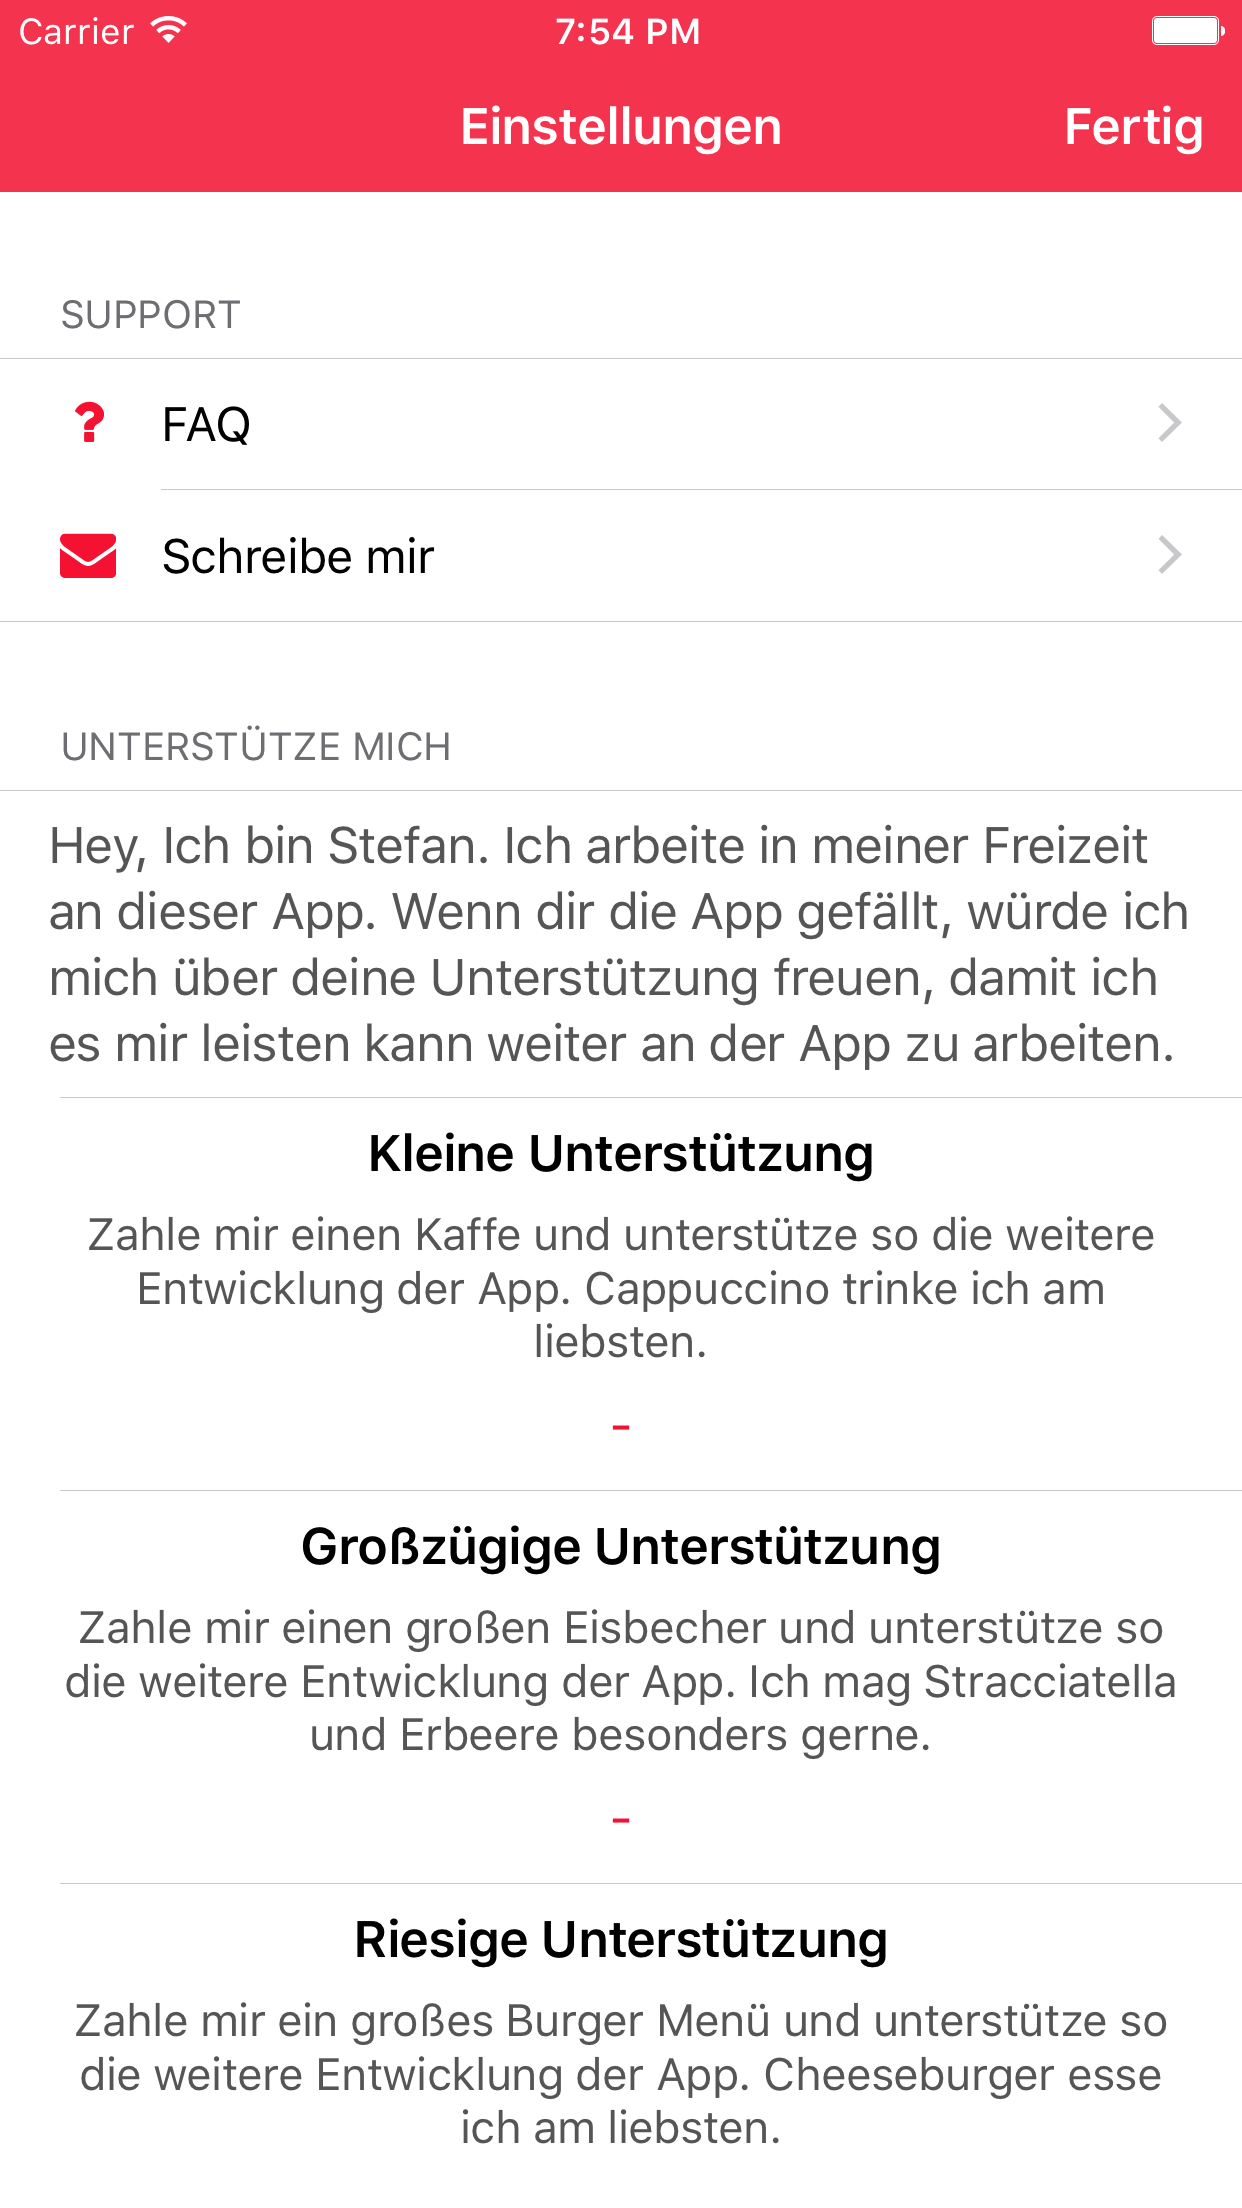 Carrier
7:54 PM
Einstellungen
Fertig
SUPPORT
FAQ
Schreibe mir
UNTERSTÜTZE MICH
Hey, Ich bin Stefan. Ich arbeite in meiner Freizeit
an dieser App. Wenn dir die App gefällt, würde ich
mich über deine Unterstützung freuen, damit ich
es mir leisten kann weiter an der App zu arbeiten.
Kleine Unterstützung
Zahle mir einen Kaffe und unterstütze so die weitere
Entwicklung der App. Cappuccino trinke ich am
liebsten.
-
Großzügige Unterstützung
Zahle mir einen großen Eisbecher und unterstütze so
die weitere Entwicklung der App. Ich mag Stracciatella
und Erbeere besonders gerne.
-
Riesige Unterstützung
Zahle mir ein großes Burger Menü und unterstütze so
die weitere Entwicklung der App. Cheeseburger esse
ich am liebsten.